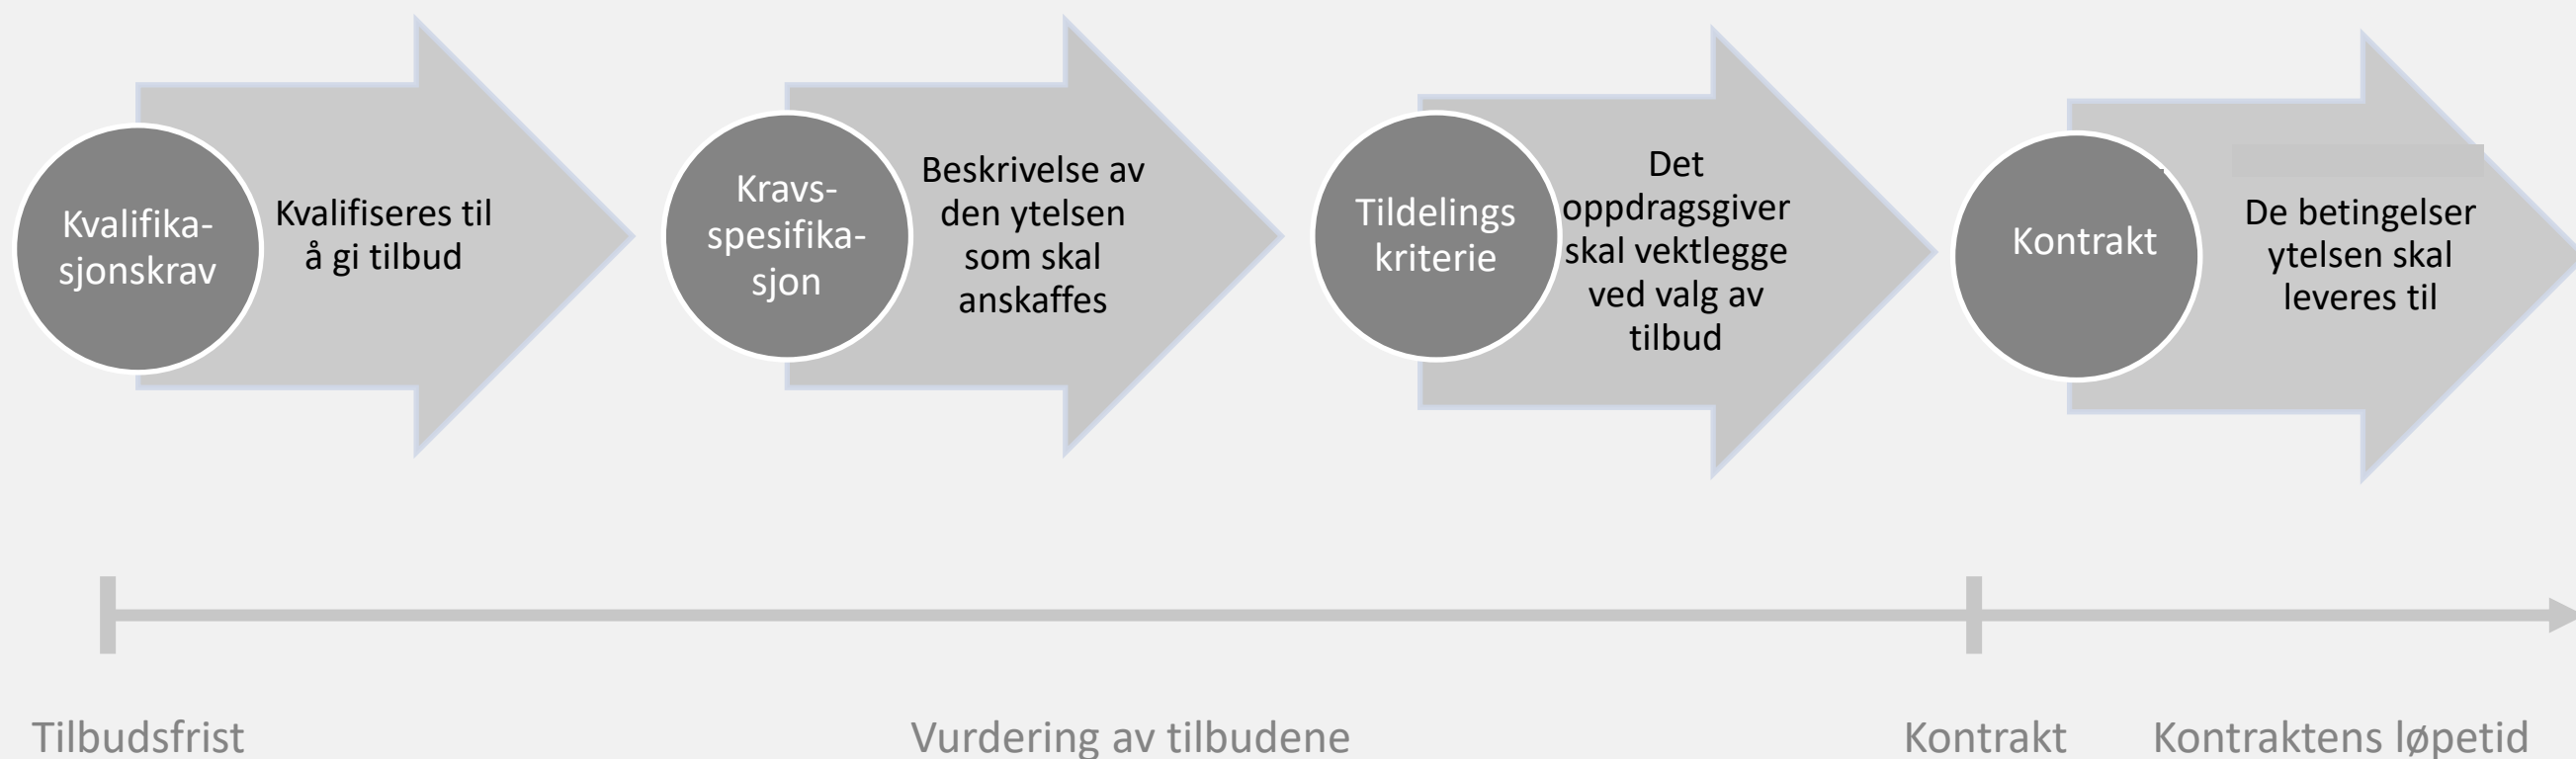 Kvalifika-
sjonskrav
Kvalifiseres til
å gi tilbud
Kravs-
spesifika-
sjon
Beskrivelse av
den ytelsen
som skal
anskaffes
Tildelings
kriterie
Det
oppdragsgiver
skal vektlegge
ved valg av
tilbud
Kontrakt
De betingelser
ytelsen skal
leveres til
Tilbudsfrist
Vurdering av tilbudene
Kontrakt
Kontraktens løpetid